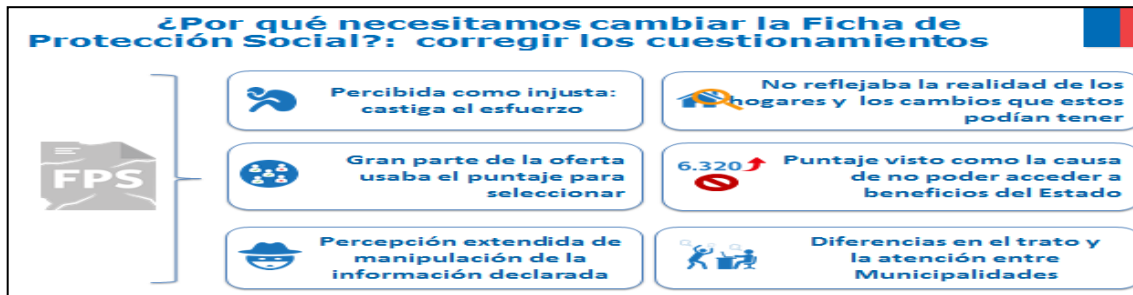 ¿Por qué necesitamos cambiar la Ficha de
Protección Social?: corregir los cuestionamientos
FPS
Percibida como injusta:
castiga el esfuerzo
No reflejaba la realidad de los
hogares y los cambios que estos
podían tener
Gran parte de la oferta
usaba el puntaje para
seleccionar
6.320
Puntaje visto como la causa
de no poder acceder a
beneficios del Estado
Percepción extendida de
manipulación de la
información declarada
Diferencias en el trato y
la atención entre
Municipalidades